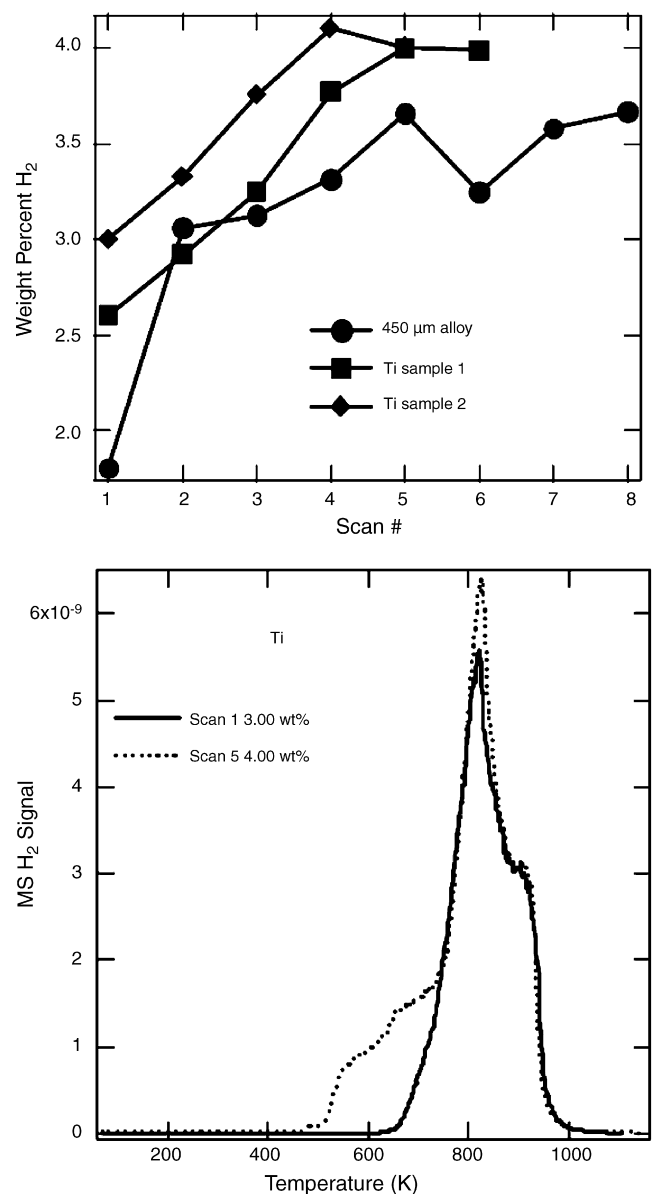 4.0
3.5
3.0
2.5
2.0
Weight Percent H₂
450 μm alloy
Ti sample 1
Ti sample 2
1 2 3 4 5 6 7 8
Scan #
6x10⁻⁹
5
4
3
2
1
0
MS H₂ Signal
Ti
Scan 1 3.00 wt%
Scan 5 4.00 wt%
200 400 600 800 1000
Temperature (K)